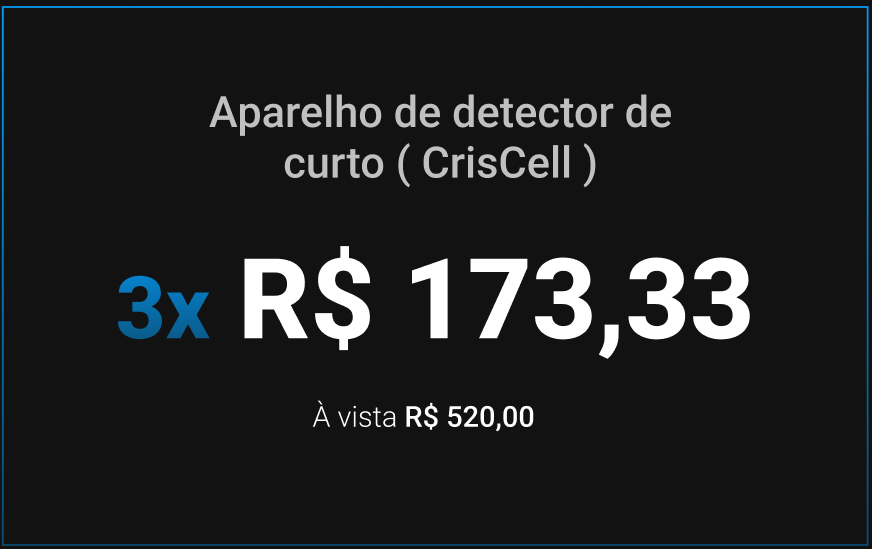 Aparelho de detector de
curto ( CrisCell )
3x R$ 173,33
À vista R$ 520,00